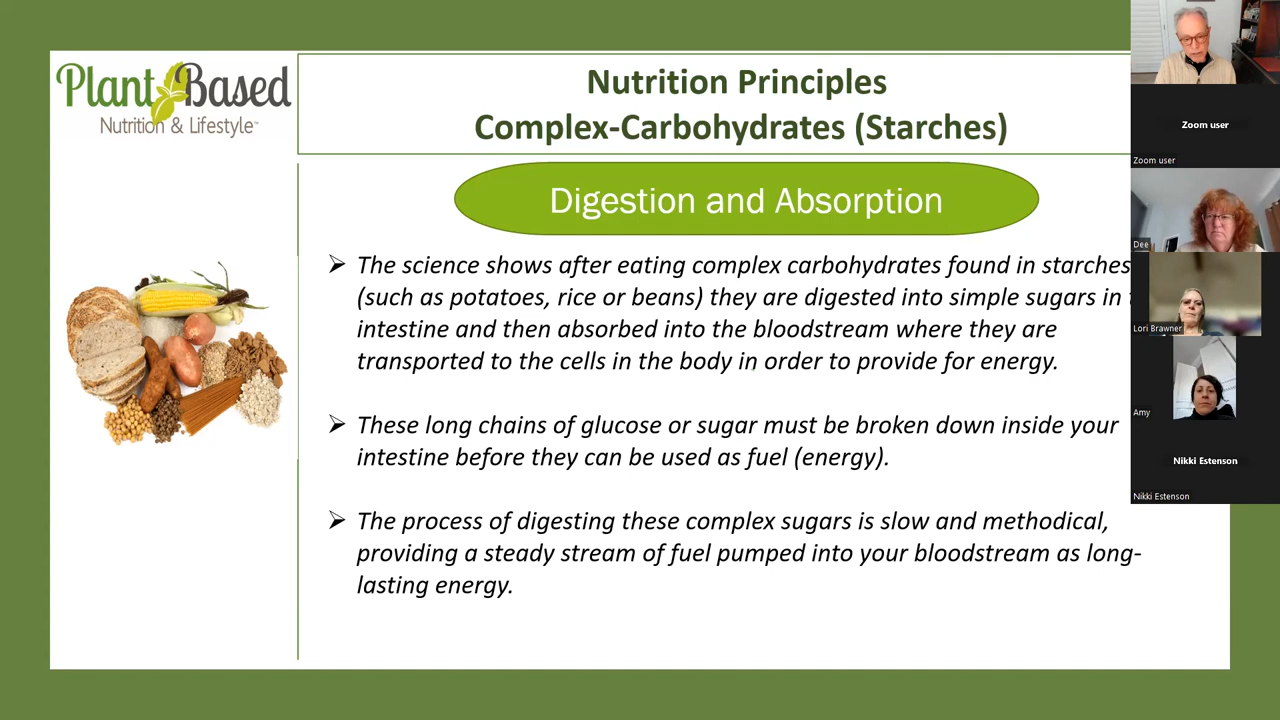 Plant Based
Nutrition & Lifestyle™
Nutrition Principles
Complex-Carbohydrates (Starches)
Digestion and Absorption
➢ The science shows after eating complex carbohydrates found in starches
(such as potatoes, rice or beans) they are digested into simple sugars in
intestine and then absorbed into the bloodstream where they are
transported to the cells in the body in order to provide for energy.
➢ These long chains of glucose or sugar must be broken down inside your
intestine before they can be used as fuel (energy).
➢ The process of digesting these complex sugars is slow and methodical,
providing a steady stream of fuel pumped into your bloodstream as long-
lasting energy.
Zoom user
Zoom user
Dee
Lori Brawner
Amy
Nikki Estenson
Nikki Estenson